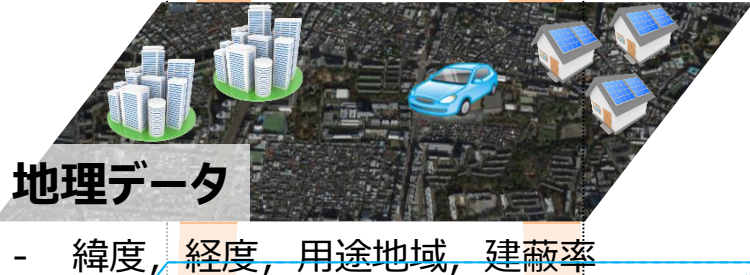 地理データ
- 緯度, 経度, 用途地域, 建蔽率